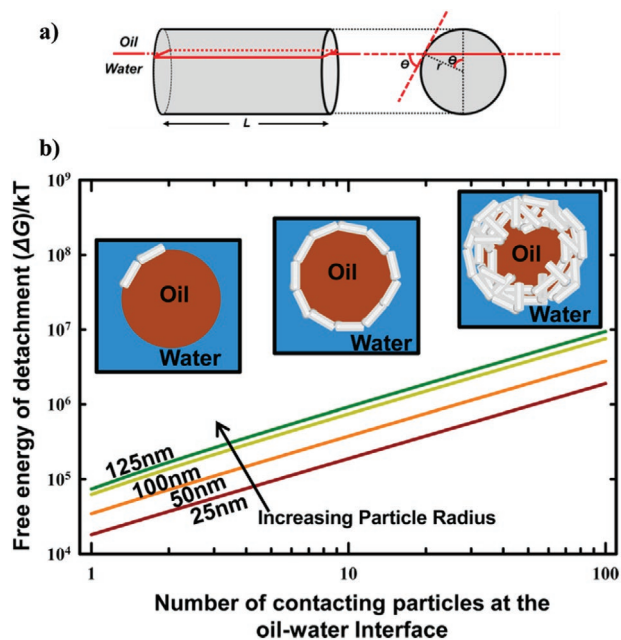 a)
Oil
Water
L
Θ
r
Θ
b)
Free energy of detachment (ΔG)/kT
10⁹
10⁸
10⁷
10⁶
10⁵
10⁴
Oil
Water
Oil
Water
Oil
Water
125nm
100nm
50nm
25nm
Increasing Particle Radius
1
10
100
Number of contacting particles at the
oil-water Interface